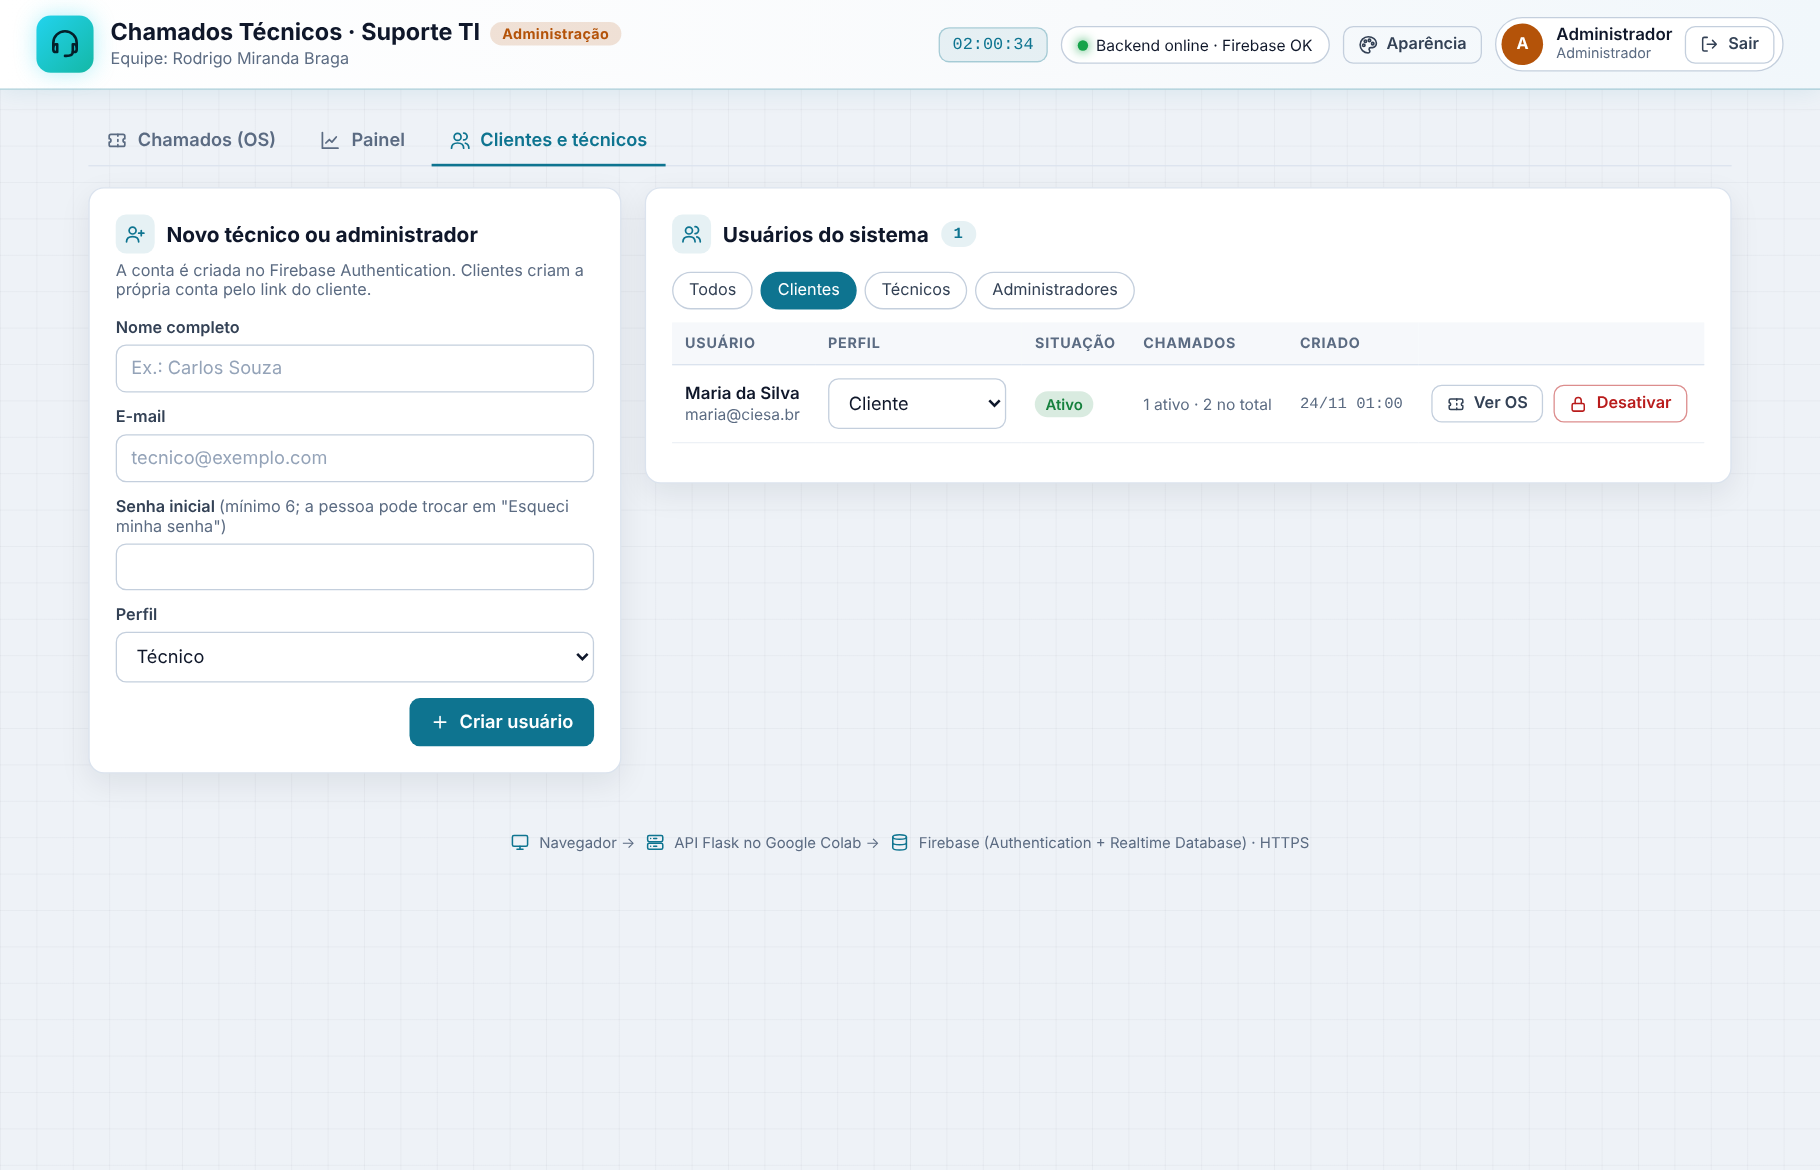 Chamados Técnicos · Suporte TI
Administração
Equipe: Rodrigo Miranda Braga
02:00:34
Backend online · Firebase OK
Aparência
A
Administrador
Administrador
Sair
Chamados (OS)
Painel
Clientes e técnicos
Novo técnico ou administrador
A conta é criada no Firebase Authentication. Clientes criam a
própria conta pelo link do cliente.
Nome completo
Ex.: Carlos Souza
E-mail
tecnico@exemplo.com
Senha inicial (mínimo 6; a pessoa pode trocar em "Esqueci
minha senha")
Perfil
Técnico
+ Criar usuário
Usuários do sistema
1
Todos
Clientes
Técnicos
Administradores
USUÁRIO PERFIL SITUAÇÃO CHAMADOS CRIADO
Maria da Silva
maria@ciesa.br
Cliente
Ativo
1 ativo · 2 no total
24/11 01:00
Ver OS
Desativar
Navegador → API Flask no Google Colab → Firebase (Authentication + Realtime Database) · HTTPS